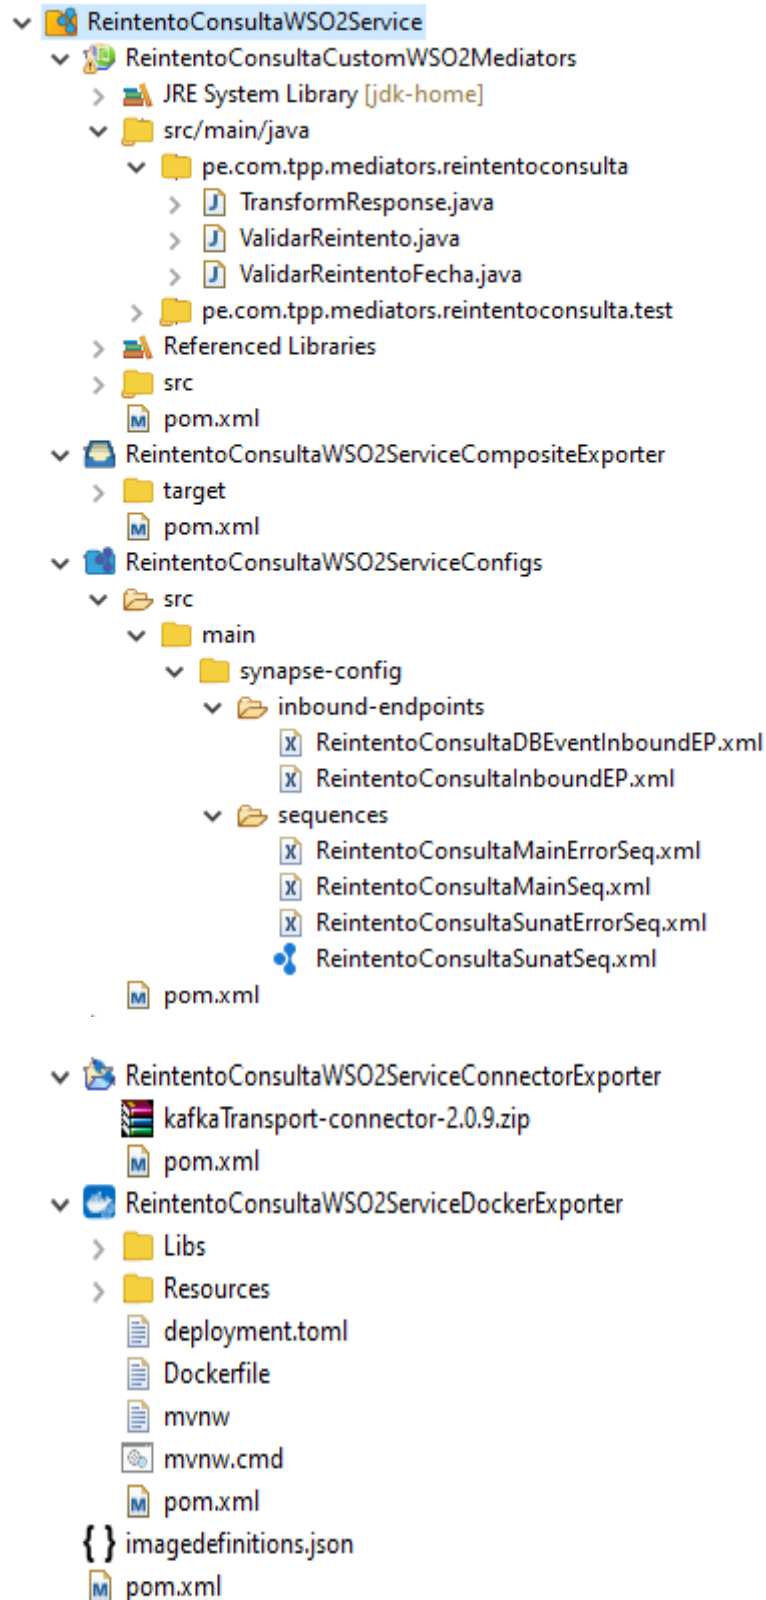 ReintentoConsultaWSO2Service
ReintentoConsultaCustomWSO2Mediators
JRE System Library [jdk-home]
src/main/java
pe.com.tpp.mediators.reintentoconsulta
TransformResponse.java
ValidarReintento.java
ValidarReintentoFecha.java
pe.com.tpp.mediators.reintentoconsulta.test
Referenced Libraries
src
pom.xml
ReintentoConsultaWSO2ServiceCompositeExporter
target
pom.xml
ReintentoConsultaWSO2ServiceConfigs
src
main
synapse-config
inbound-endpoints
ReintentoConsultaDBEventInboundEP.xml
ReintentoConsultaInboundEP.xml
sequences
ReintentoConsultaMainErrorSeq.xml
ReintentoConsultaMainSeq.xml
ReintentoConsultaSunatErrorSeq.xml
ReintentoConsultaSunatSeq.xml
pom.xml
ReintentoConsultaWSO2ServiceConnectorExporter
kafkaTransport-connector-2.0.9.zip
pom.xml
ReintentoConsultaWSO2ServiceDockerExporter
Libs
Resources
deployment.toml
Dockerfile
mvnw
mvnw.cmd
pom.xml
imagedefinitions.json
pom.xml